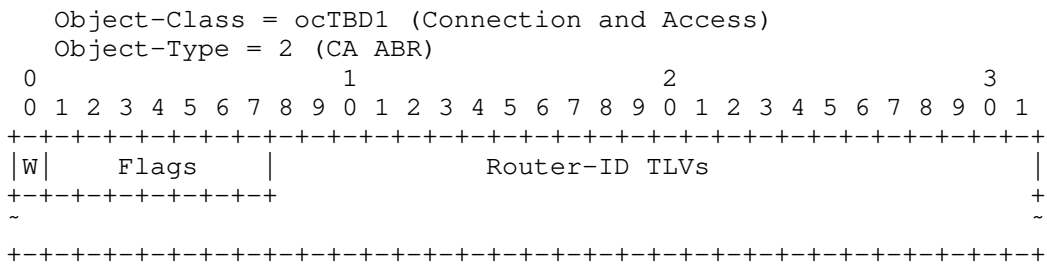 Object-Class = ocTBD1 (Connection and Access)
   Object-Type = 2 (CA ABR)
 0                   1                   2                   3
 0 1 2 3 4 5 6 7 8 9 0 1 2 3 4 5 6 7 8 9 0 1 2 3 4 5 6 7 8 9 0 1
+-+-+-+-+-+-+-+-+-+-+-+-+-+-+-+-+-+-+-+-+-+-+-+-+-+-+-+-+-+-+-+-+
|W|    Flags    |             Router-ID TLVs                    |
+-+-+-+-+-+-+-+-+                                               +
~                                                               ~
+-+-+-+-+-+-+-+-+-+-+-+-+-+-+-+-+-+-+-+-+-+-+-+-+-+-+-+-+-+-+-+-+